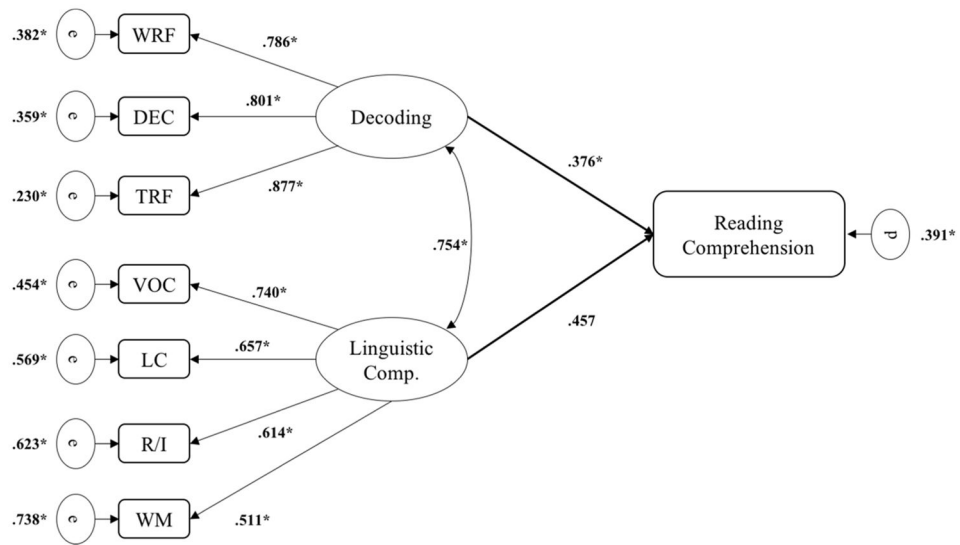 .382*
e
WRF
.786*
.359*
e
DEC
.801*
Decoding
.230*
e
TRF
.877*
.376*
Reading
Comprehension
d
.391*
.754*
.454*
e
VOC
.740*
.457
.569*
e
LC
.657*
Linguistic
Comp.
.623*
e
R/I
.614*
.738*
e
WM
.511*